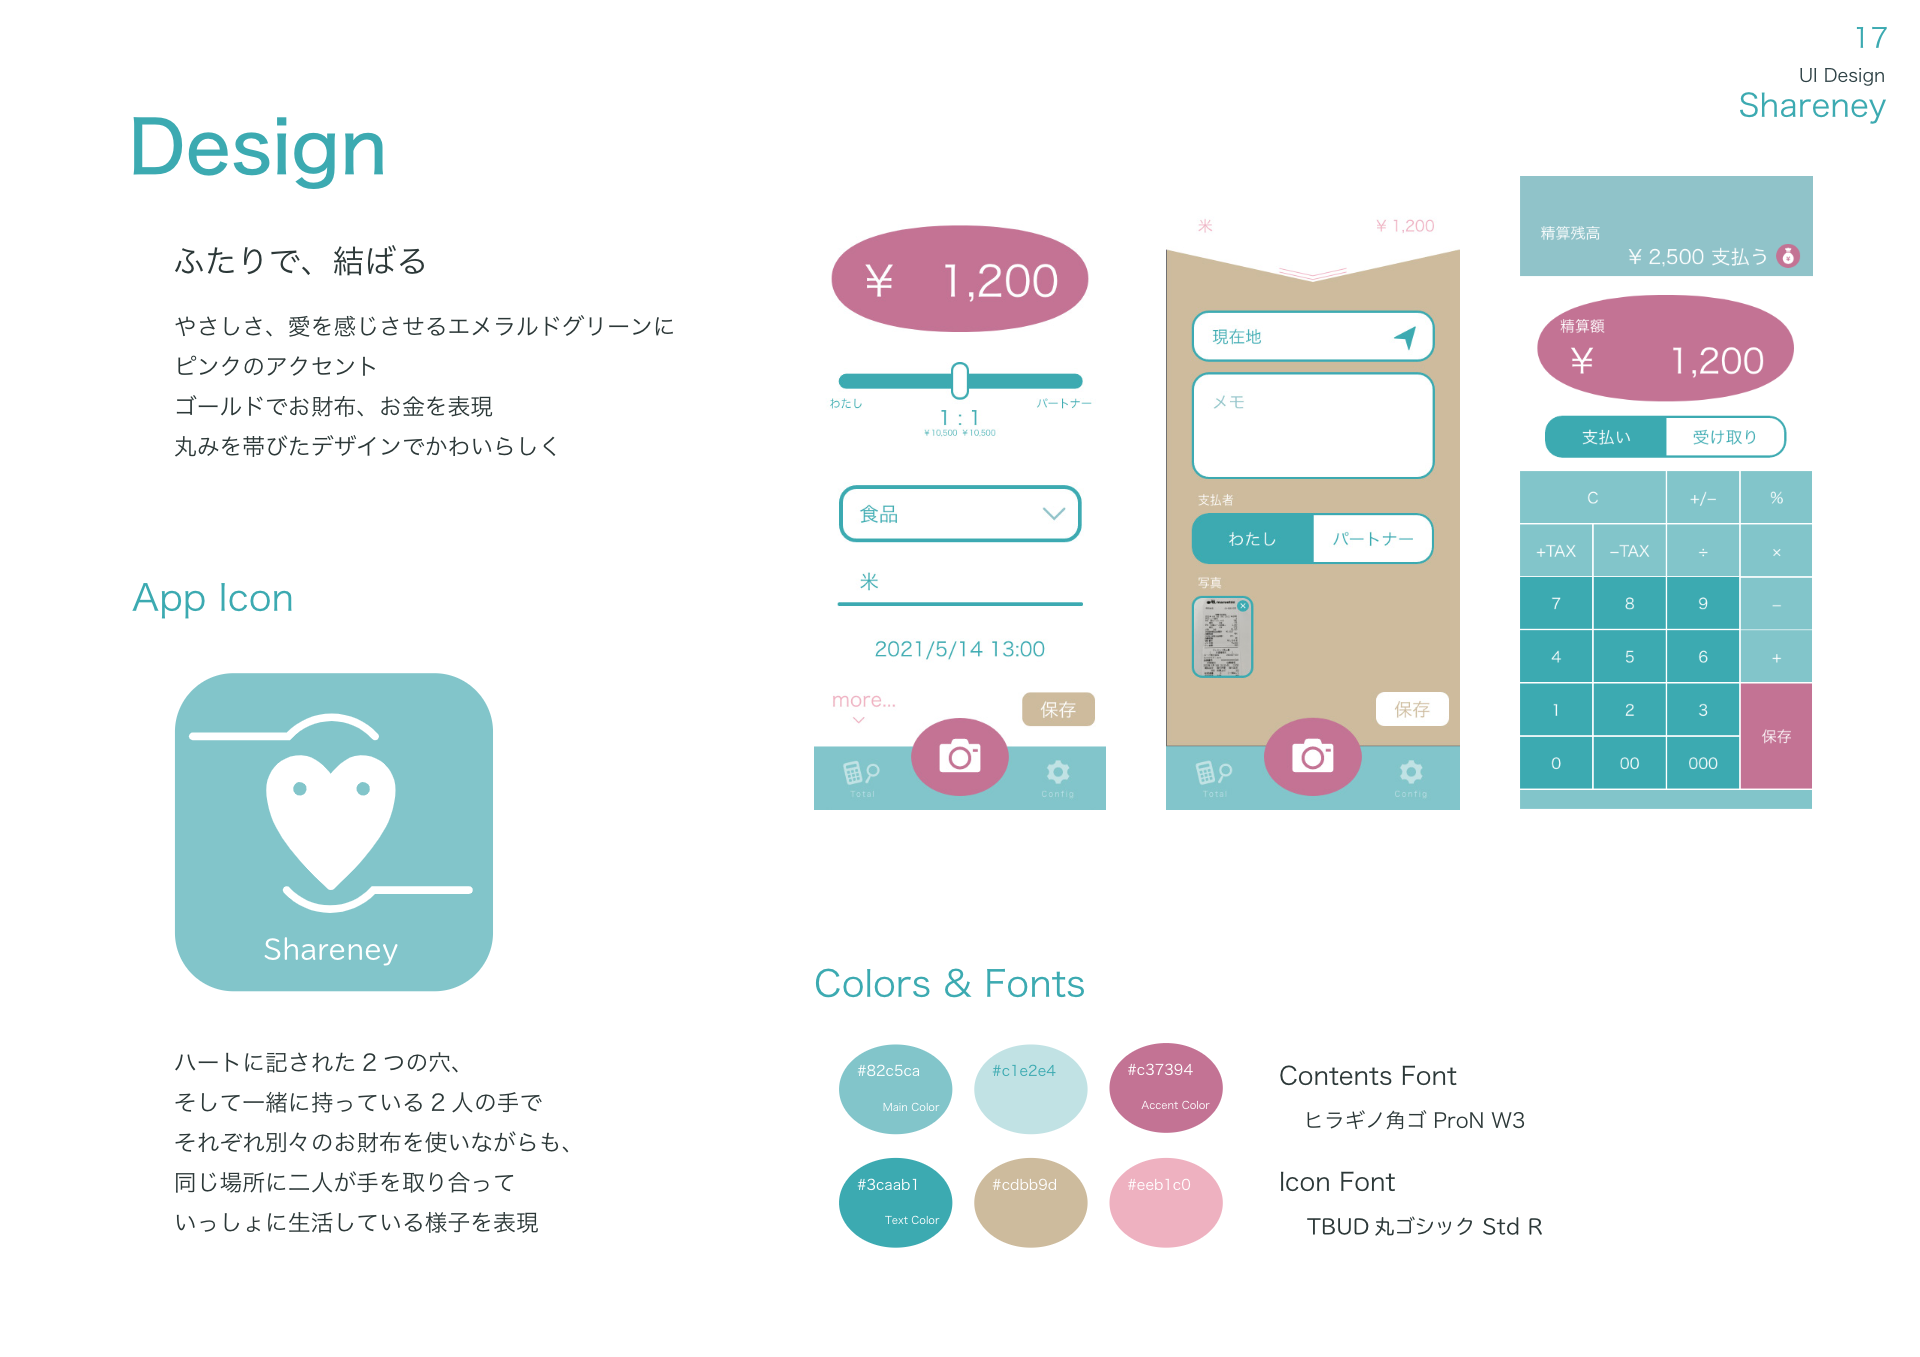 17
UI Design
Shareney
Design
ふたりで、結ばる
やさしさ、愛を感じさせるエメラルドグリーンに
ピンクのアクセント
ゴールドでお財布、お金を表現
丸みを帯びたデザインでかわいらしく
App Icon
Shareney
ハートに記された2つの穴、
そして一緒に持っている2人の手で
それぞれ別々のお財布を使いながらも、
同じ場所に二人が手を取り合って
いっしょに生活している様子を表現
¥ 1,200
わたし パートナー
1 : 1
¥10,500 ¥10,500
食品
米
2021/5/14 13:00
more...
保存
Total Config
米 ¥ 1,200
現在地
メモ
支払者
わたし パートナー
写真
保存
Total Config
精算残高
¥ 2,500 支払う
精算額
¥ 1,200
支払い 受け取り
C +/− %
+TAX −TAX ÷ ×
7 8 9 −
4 5 6 +
1 2 3
保存
0 00 000
Colors & Fonts
#82c5ca
Main Color
#c1e2e4
#c37394
Accent Color
#3caab1
Text Color
#cdbb9d
#eeb1c0
Contents Font
ヒラギノ角ゴ ProN W3
Icon Font
TBUD 丸ゴシック Std R